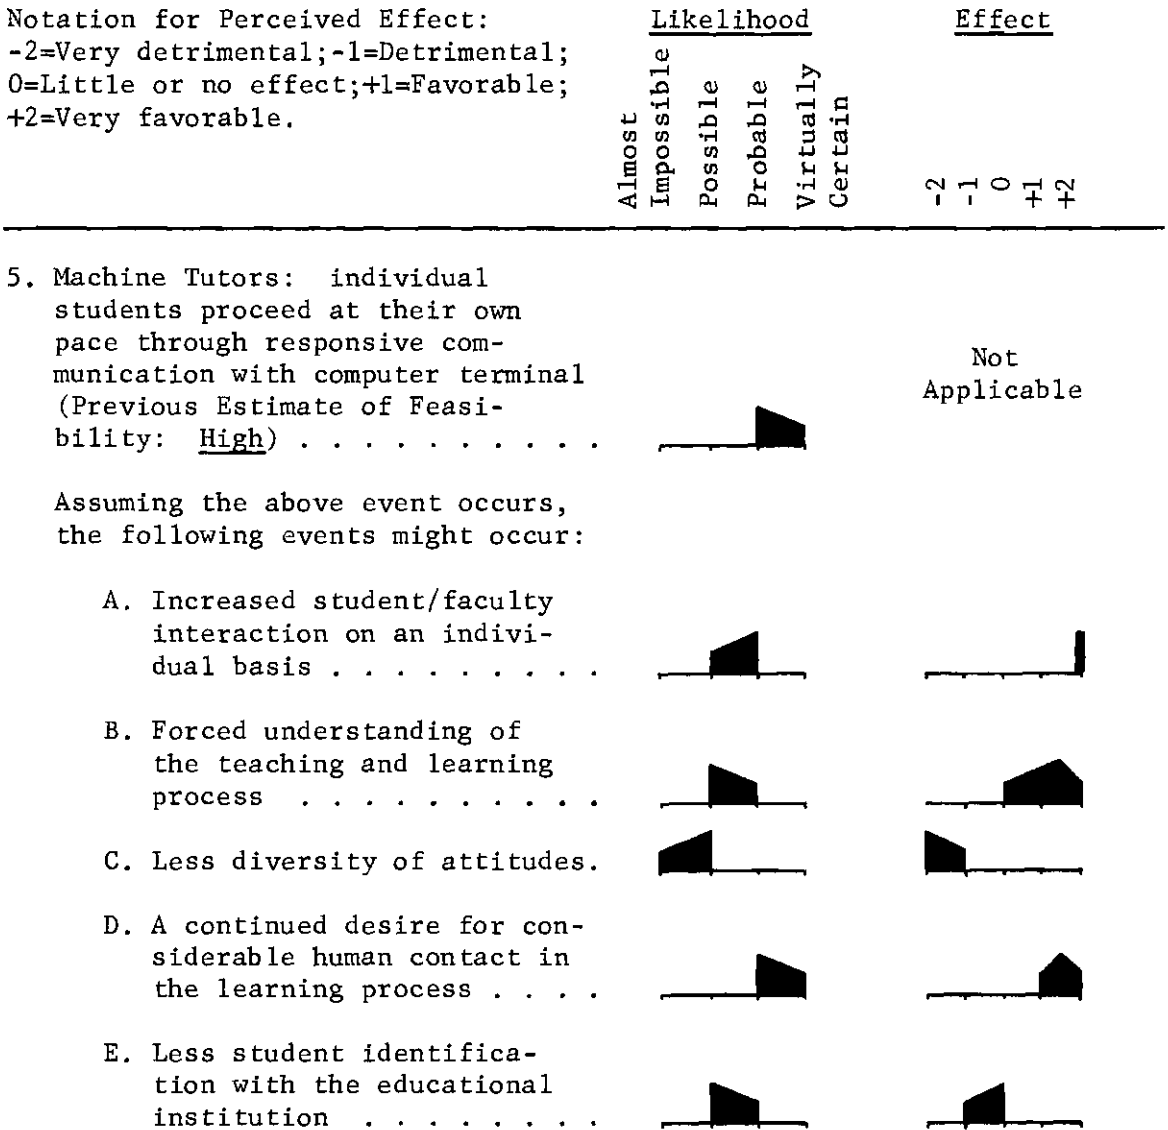 Notation for Perceived Effect:
-2=Very detrimental;-1=Detrimental;
0=Little or no effect;+1=Favorable;
+2=Very favorable.
Likelihood
Almost
Impossible
Possible
Probable
Virtually
Certain
Effect
-2
-1
0
+1
+2
5. Machine Tutors: individual
students proceed at their own
pace through responsive com-
munication with computer terminal
(Previous Estimate of Feasi-
bility: High) . . . . . . . . . .
Not
Applicable
Assuming the above event occurs,
the following events might occur:
A. Increased student/faculty
interaction on an indivi-
dual basis . . . . . . . . .
B. Forced understanding of
the teaching and learning
process . . . . . . . . . .
C. Less diversity of attitudes.
D. A continued desire for con-
siderable human contact in
the learning process . . . .
E. Less student identifica-
tion with the educational
institution . . . . . . . .